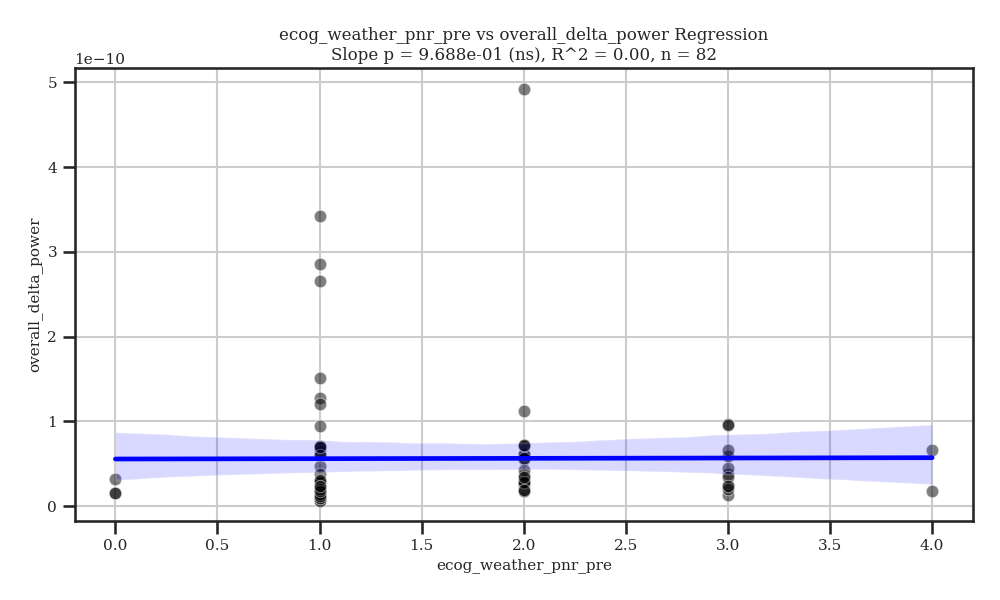 ecog_weather_pnr_pre vs overall_delta_power Regression
Slope p = 9.688e-01 (ns), R^2 = 0.00, n = 82
1e−10
5
4
3
2
1
0
overall_delta_power
0.0 0.5 1.0 1.5 2.0 2.5 3.0 3.5 4.0
ecog_weather_pnr_pre